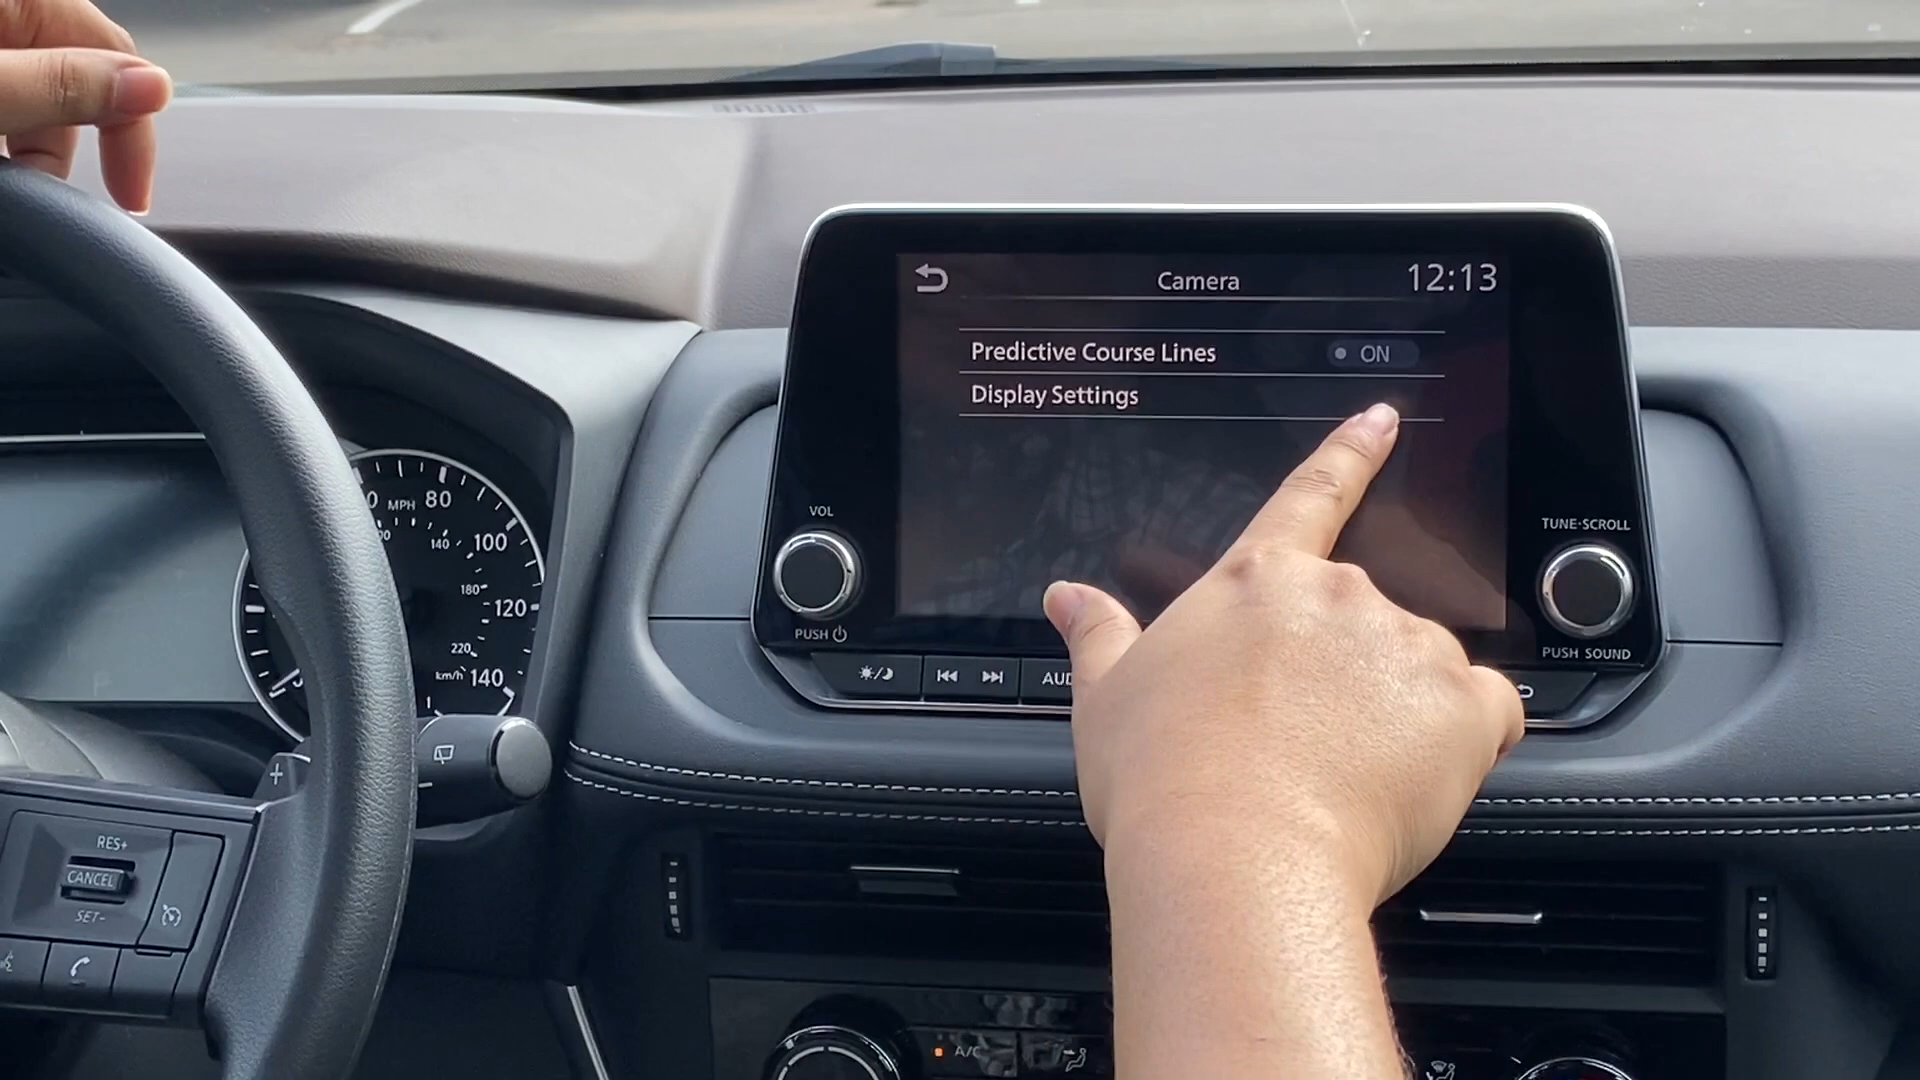 Camera
12:13
Predictive Course Lines
ON
Display Settings
VOL
PUSH
TUNE·SCROLL
PUSH SOUND
MPH
80
100
120
140
140
180
220
km/h
RES+
CANCEL
SET-
A/C